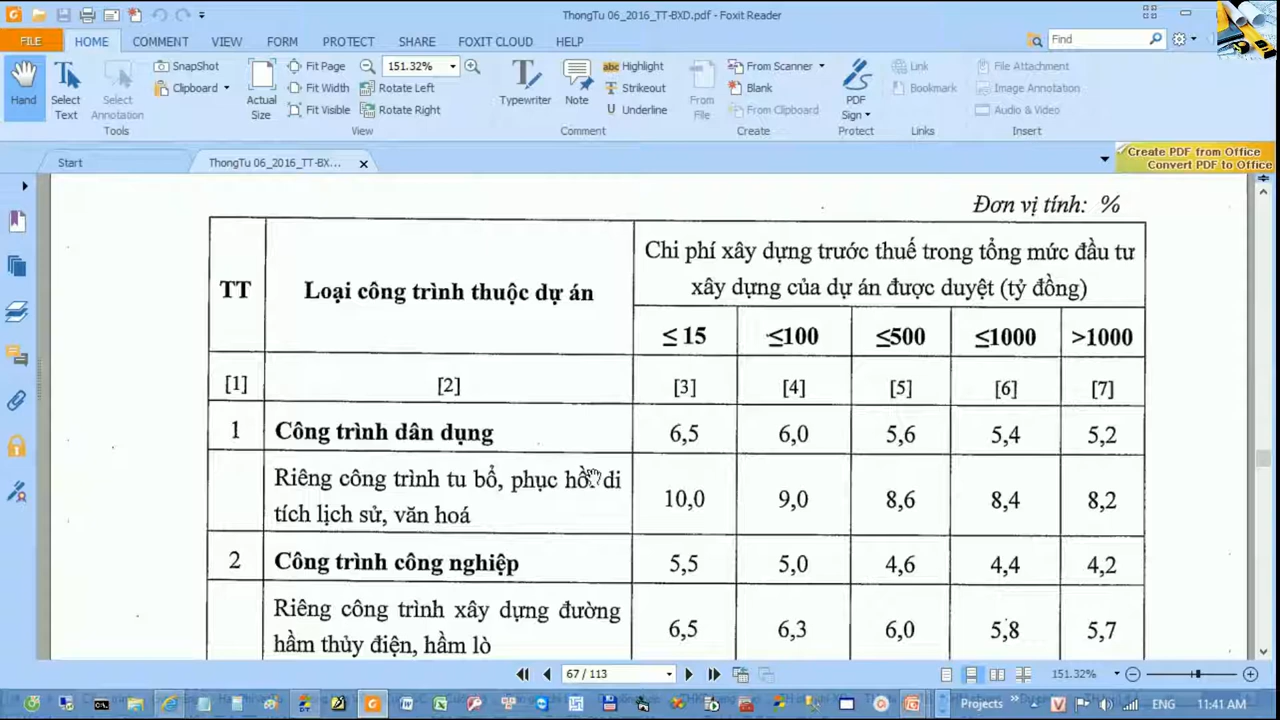 ThongTu 06_2016_TT-BXD.pdf - Foxit Reader
FILE HOME COMMENT VIEW FORM PROTECT SHARE FOXIT CLOUD HELP Find
Hand Select Text Select Annotation SnapShot Clipboard Tools
Actual Size Fit Page Fit Width Fit Visible 151.32% Rotate Left Rotate Right View
Typewriter Note Highlight Strikeout Underline Comment
From File From Scanner Blank From Clipboard Create
PDF Sign Protect
Link Bookmark Links
File Attachment Image Annotation Audio & Video Insert
Start ThongTu 06_2016_TT-BX...
Create PDF from Office
Convert PDF to Office
Đơn vị tính: %
TT Loại công trình thuộc dự án Chi phí xây dựng trước thuế trong tổng mức đầu tư
xây dựng của dự án được duyệt (tỷ đồng)
≤ 15 ≤100 ≤500 ≤1000 >1000
[1] [2] [3] [4] [5] [6] [7]
1 Công trình dân dụng 6,5 6,0 5,6 5,4 5,2
Riêng công trình tu bổ, phục hồi di
tích lịch sử, văn hoá 10,0 9,0 8,6 8,4 8,2
2 Công trình công nghiệp 5,5 5,0 4,6 4,4 4,2
Riêng công trình xây dựng đường
hầm thủy điện, hầm lò 6,5 6,3 6,0 5,8 5,7
67 / 113 151.32%
Projects ENG 11:41 AM